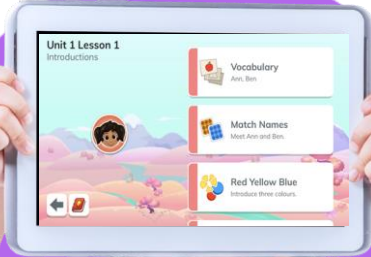 Unit 1 Lesson 1
Introductions
Vocabulary
Ann, Ben
Match Names
Meet Ann and Ben.
Red Yellow Blue
Introduce three colours.